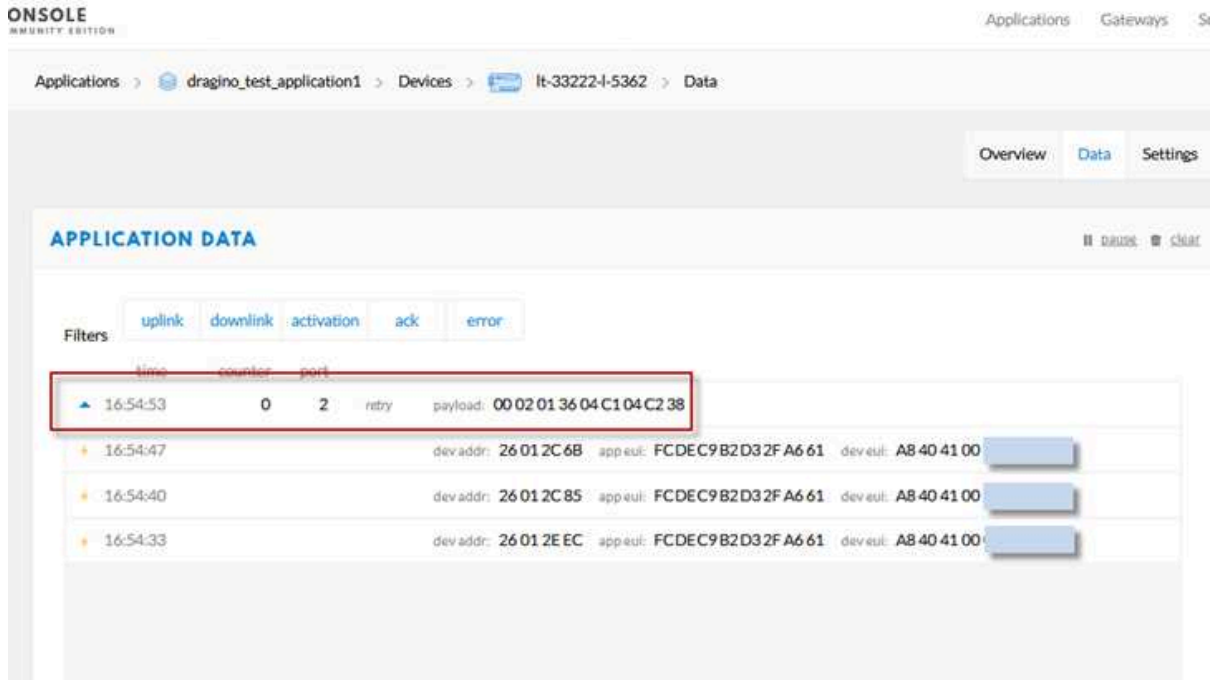 ONSOLE
MMUNITY EDITION
Applications Gateways
Applications > dragino_test_application1 > Devices > lt-33222-l-5362 > Data
Overview Data Settings
APPLICATION DATA
pause clear
Filters uplink downlink activation ack error
time counter port
16:54:53 0 2 retry payload: 00 02 01 36 04 C1 04 C2 38
16:54:47 dev addr: 26 01 2C 6B app eui: FC DE C9 B2 D3 2F A6 61 dev eui: A8 40 41 00
16:54:40 dev addr: 26 01 2C 85 app eui: FC DE C9 B2 D3 2F A6 61 dev eui: A8 40 41 00
16:54:33 dev addr: 26 01 2E EC app eui: FC DE C9 B2 D3 2F A6 61 dev eui: A8 40 41 00